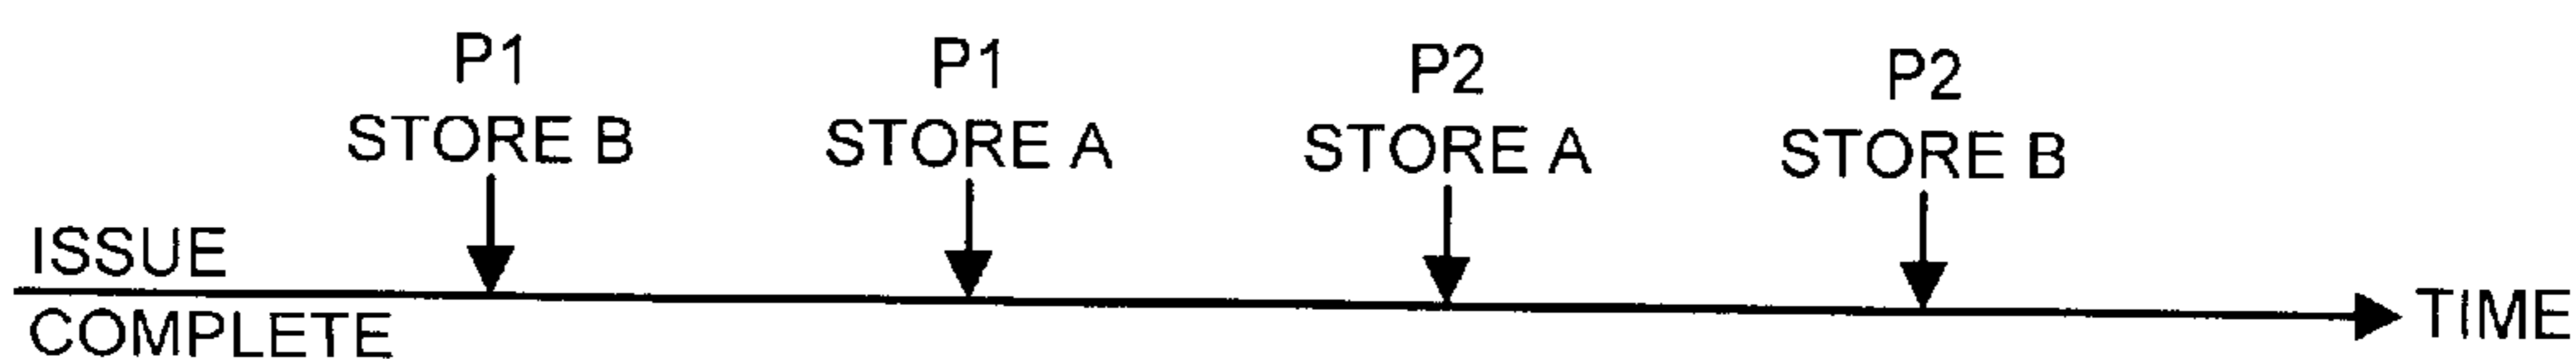 P1
STORE B
P1
STORE A
P2
STORE A
P2
STORE B
ISSUE
COMPLETE
TIME